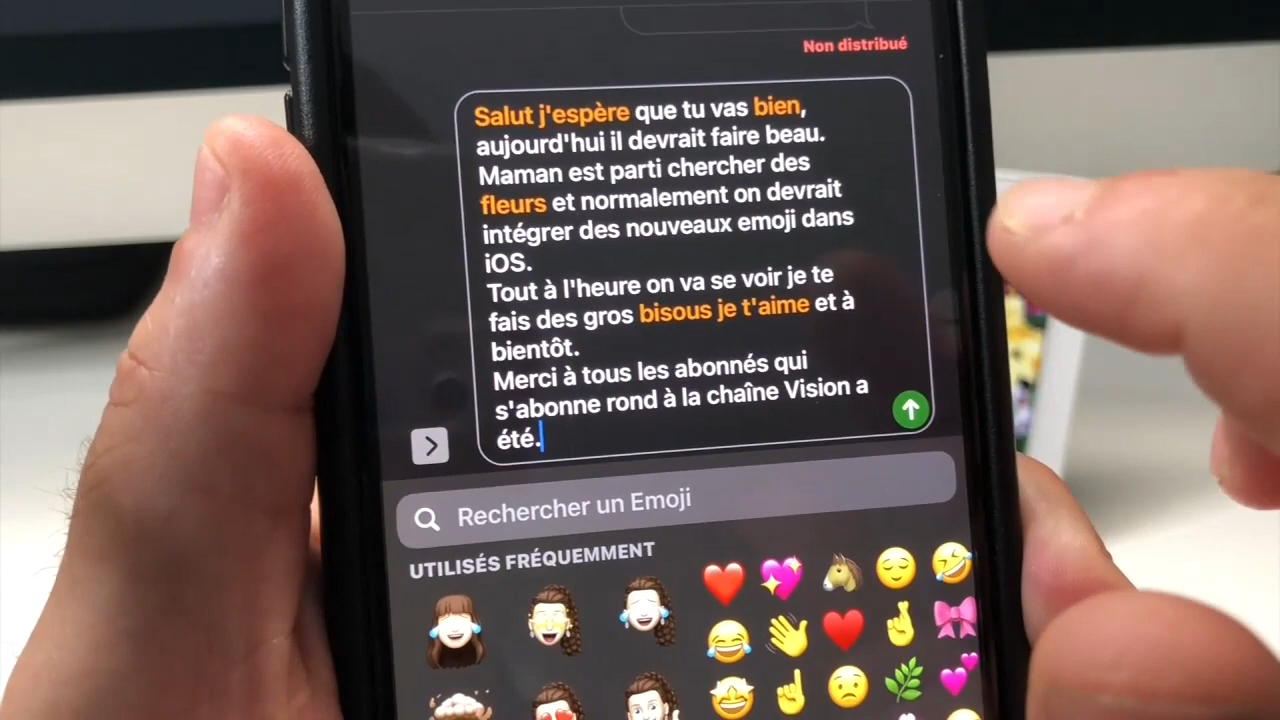 Non distribué
Salut j'espère que tu vas bien,
aujourd'hui il devrait faire beau.
Maman est parti chercher des
fleurs et normalement on devrait
intégrer des nouveaux emoji dans
iOS.
Tout à l'heure on va se voir je te
fais des gros bisous je t'aime et à
bientôt.
Merci à tous les abonnés qui
s'abonne rond à la chaîne Vision a
été.
Rechercher un Emoji
UTILISÉS FRÉQUEMMENT